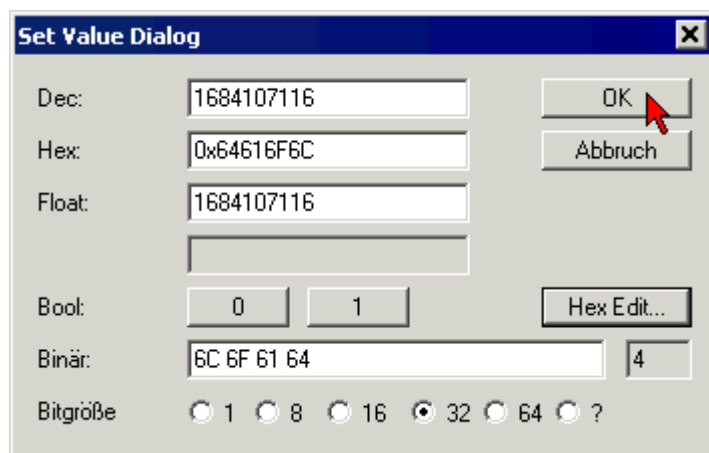 Set Value Dialog
Dec: 1684107116 OK
Hex: 0x64616F6C Abbruch
Float: 1684107116
Bool: 0 1 Hex Edit...
Binär: 6C 6F 61 64 4
Bitgröße 1 8 16 32 64 ?